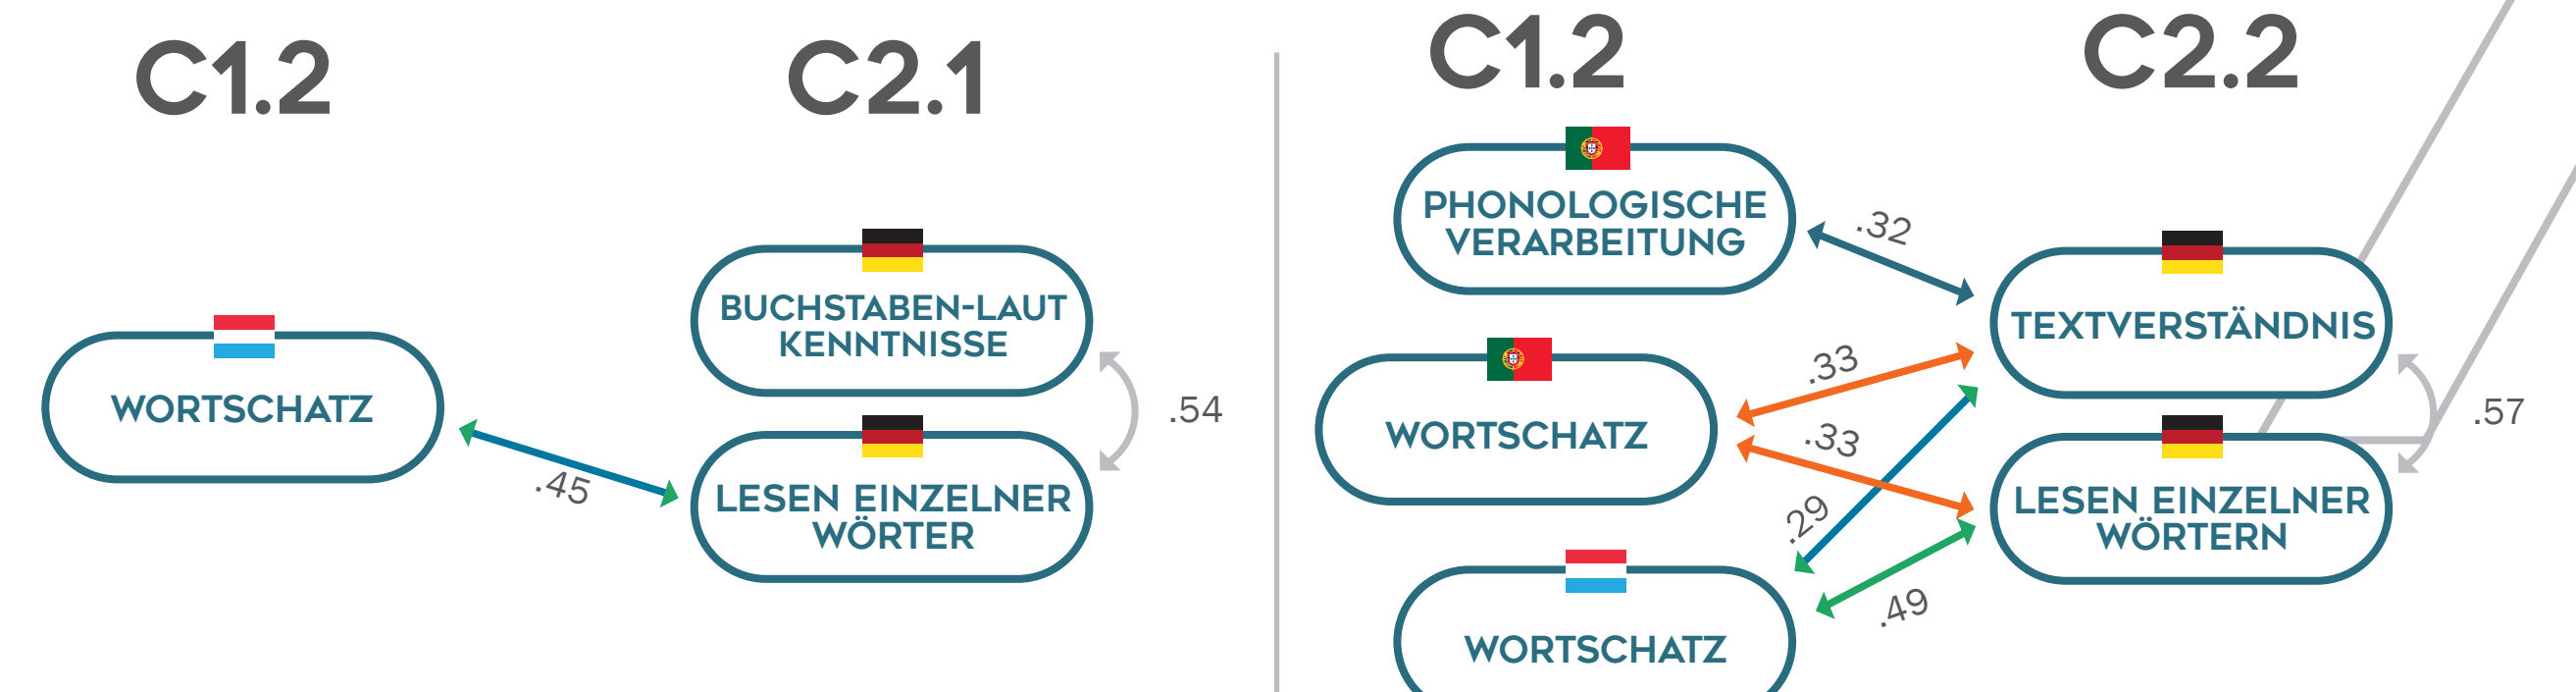 C1.2
C2.1
BUCHSTABEN-LAUT
KENNTNISSE
WORTSCHATZ
.54
.45
LESEN EINZELNER
WÖRTER
C1.2
C2.2
PHONOLOGISCHE
VERARBEITUNG
.32
TEXTVERSTÄNDNIS
.33
WORTSCHATZ
.33
.57
.29
LESEN EINZELNER
WÖRTERN
.49
WORTSCHATZ